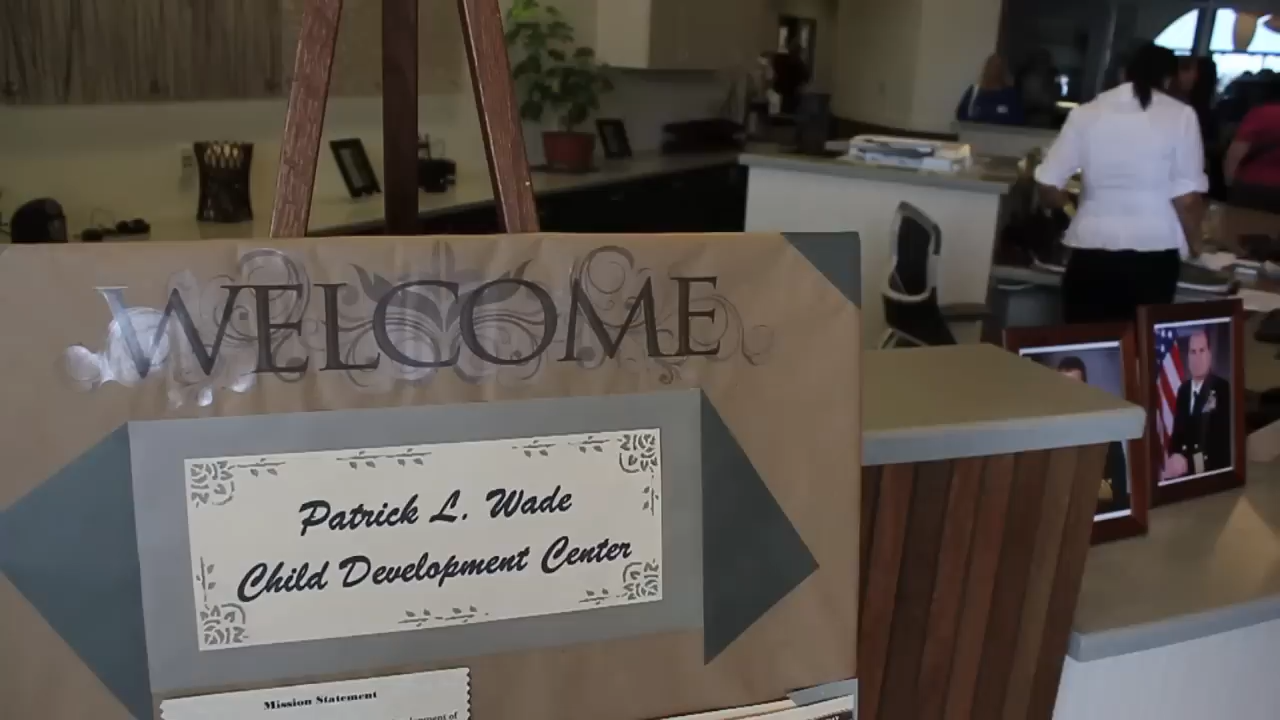 WELCOME
Patrick L. Wade
Child Development Center
Mission Statement